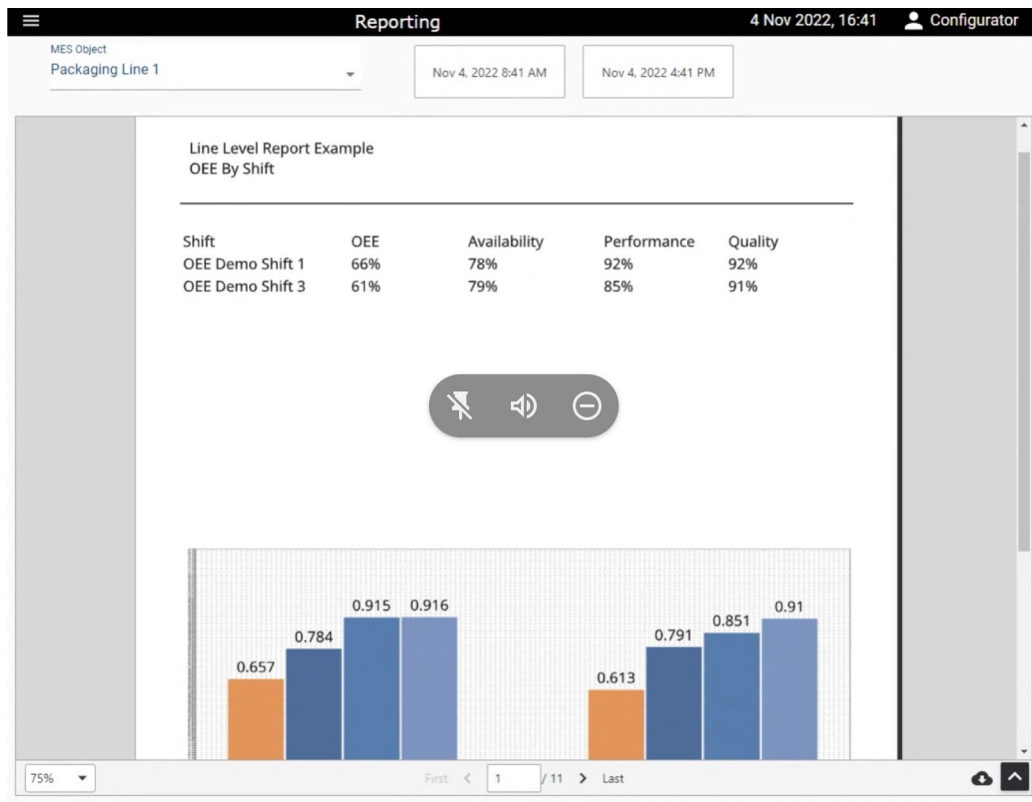 Reporting
4 Nov 2022, 16:41
Configurator
MES Object
Packaging Line 1
Nov 4, 2022 8:41 AM
Nov 4, 2022 4:41 PM
Line Level Report Example
OEE By Shift
Shift OEE Availability Performance Quality
OEE Demo Shift 1 66% 78% 92% 92%
OEE Demo Shift 3 61% 79% 85% 91%
0.657 0.784 0.915 0.916 0.613 0.791 0.851 0.91
75% First 1 / 11 Last